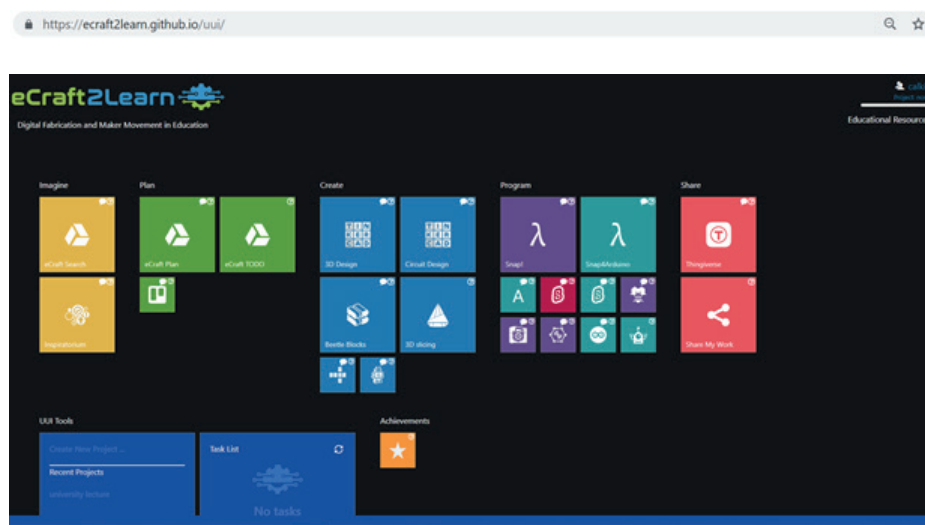 https://ecraft2learn.github.io/uui/
eCraft2Learn
Digital Fabrication and Maker Movement in Education
Educational Resource
Imagine
Plan
Create
Program
Share
eCraft Search
eCraft Plan
eCraft TODO
3D Design
Circuit Design
Snap!
Snap4Arduino
Thingiverse
Inspiratorium
Beetle Blocks
3D slicing
Share My Work
UUI Tools
Achievements
Create New Project ...
Task List
Recent Projects
university lecture
No tasks